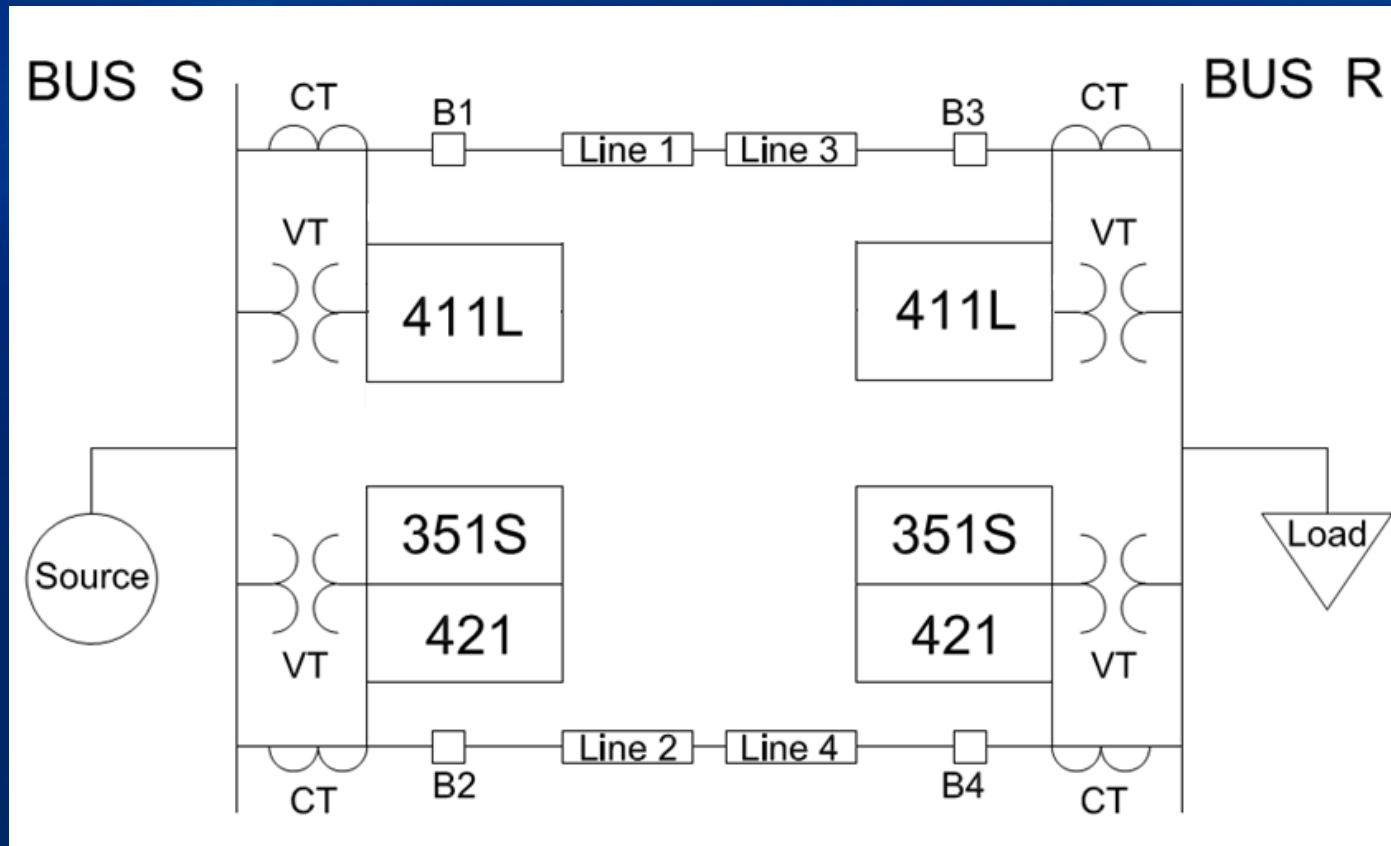 BUS S
BUS R
CT
CT
B1
B3
Line 1
Line 3
VT
VT
411L
411L
351S
351S
Source
Load
421
421
VT
VT
Line 2
Line 4
B2
B4
CT
CT